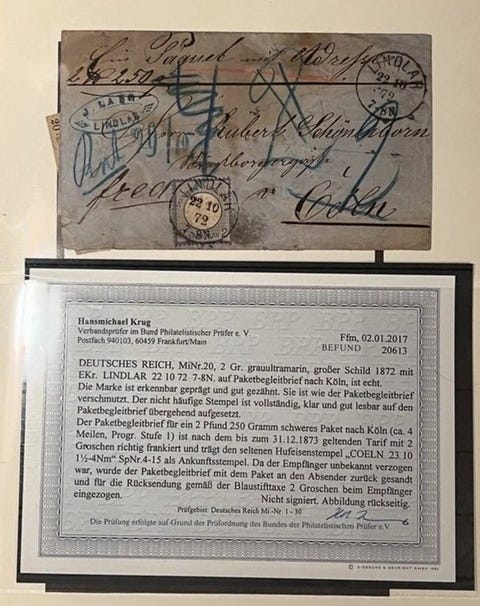 Ein Paquet mit Adresse
2 ℔ 250 g
LINDLAR
22 10
72
7-8N.
LINDLAR
Hubert Schönenborn
Cöln
LINDLAR
22 10
72
7-8N.
Hansmichael Krug
Verbandsprüfer im Bund Philatelistischer Prüfer e. V.
Postfach 940103, 60459 Frankfurt/Main
Ffm, 02.01.2017
BEFUND 20613
DEUTSCHES REICH, MiNr.20, 2 Gr. grauultramarin, großer Schild 1872 mit
EKr. LINDLAR 22 10 72 7-8N. auf Paketbegleitbrief nach Köln, ist echt.
Die Marke ist erkennbar geprägt und gut gezähnt. Sie ist wie der Paketbegleitbrief
verschmutzt. Der nicht häufige Stempel ist vollständig, klar und gut lesbar auf den
Paketbegleitbrief übergehend aufgesetzt.
Der Paketbegleitbrief für ein 2 Pfund 250 Gramm schweres Paket nach Köln (ca. 4
Meilen, Progr. Stufe 1) ist nach dem bis zum 31.12.1873 geltenden Tarif mit 2
Groschen richtig frankiert und trägt den seltenen Hufeisenstempel „COELN 23 10
1½-4Nm" SpNr.4-15 als Ankunftsstempel. Da der Empfänger unbekannt verzogen
war, wurde der Paketbegleitbrief mit dem Paket an den Absender zurück gesandt
und für die Rücksendung gemäß der Blaustifttaxe 2 Groschen beim Empfänger
eingezogen.
Nicht signiert. Abbildung rückseitig.
Prüfgebiet: Deutsches Reich Mi -Nr. 1 - 30
Die Prüfung erfolgte auf Grund der Prüfordnung des Bundes der Philatelistischen Prüfer e.V.